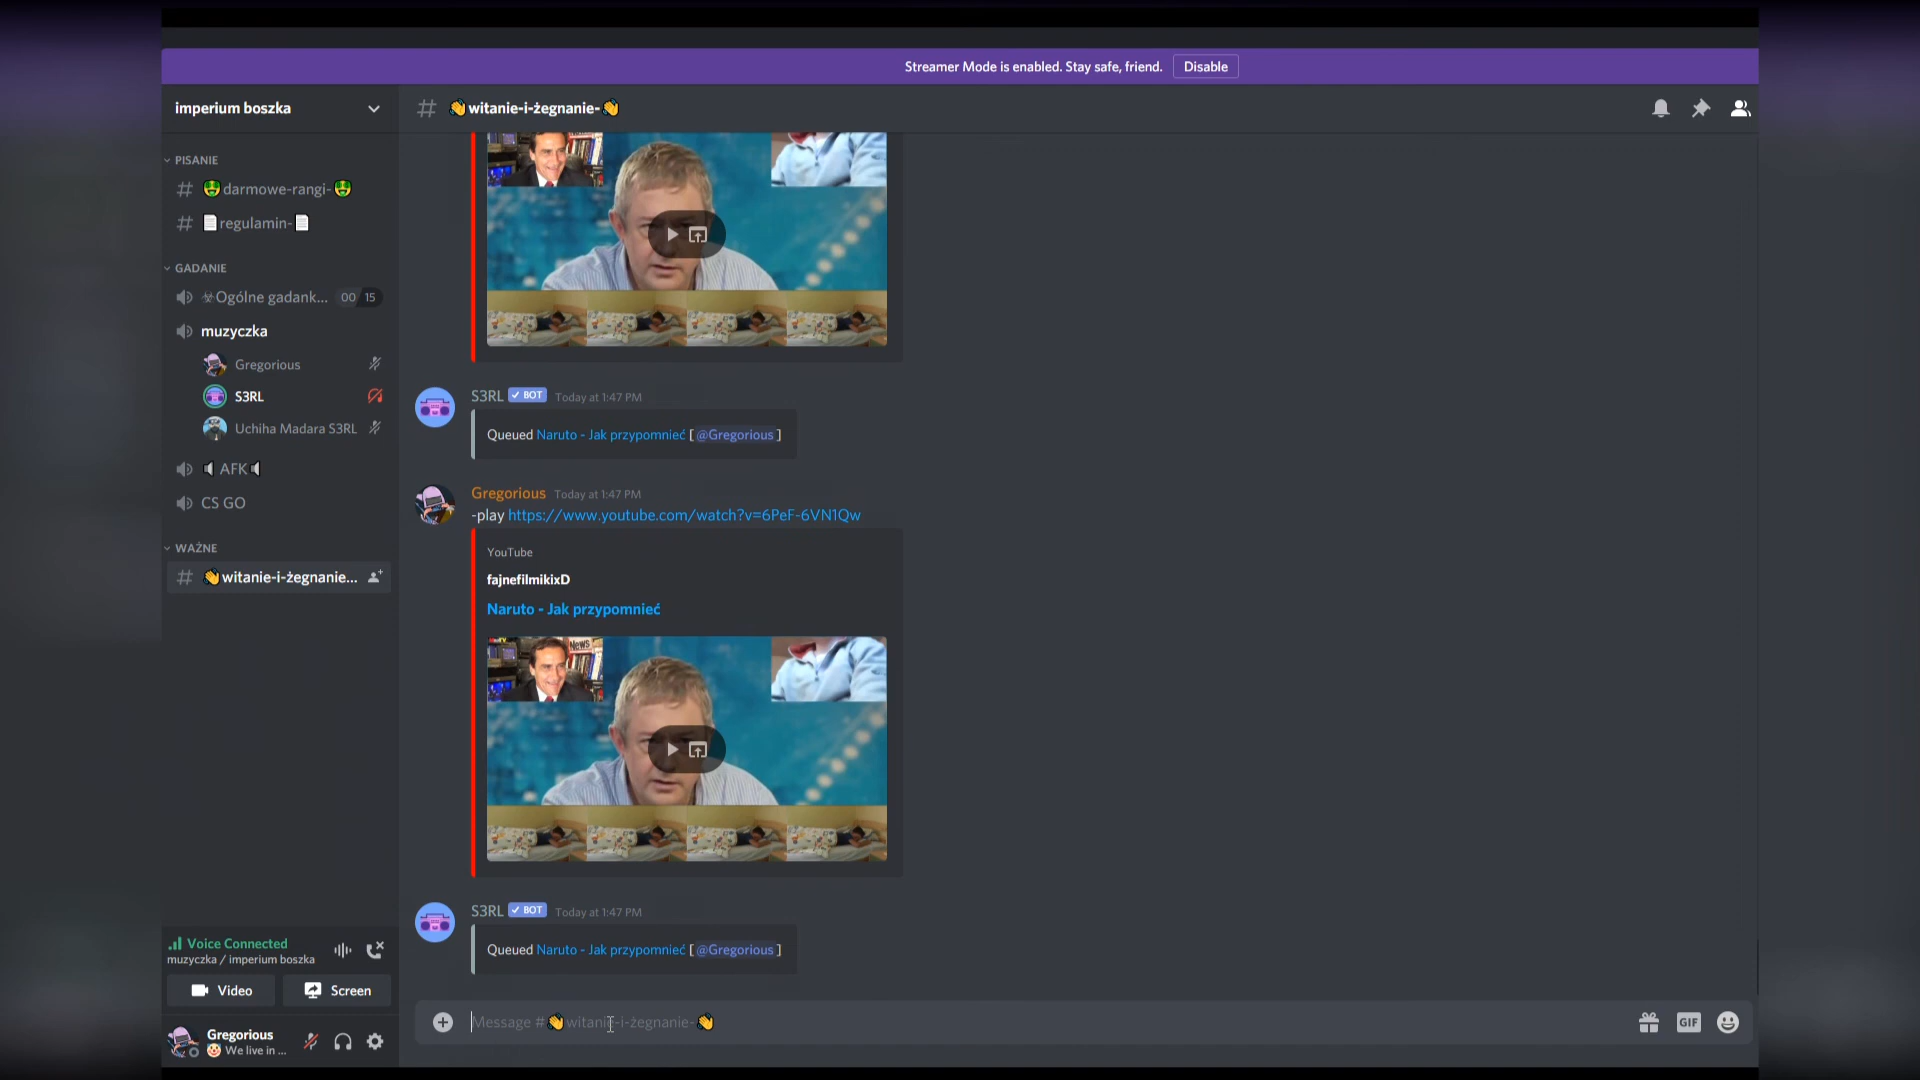 Streamer Mode is enabled. Stay safe, friend. Disable
imperium boszka
#👋witanie-i-żegnanie-👋
PISANIE
# 🤑darmowe-rangi-🤑
# 📄regulamin-📄
GADANIE
☣Ogólne gadank... 00 15
muzyczka
Gregorious
S3RL
Uchiha Madara S3RL
🔈AFK🔈
CS GO
WAŻNE
# 👋witanie-i-żegnanie...
Voice Connected
muzyczka / imperium boszka
Video Screen
Gregorious
🤡 We live in ...
S3RL ✔ BOT Today at 1:47 PM
Queued Naruto - Jak przypomnieć [ @Gregorious ]
Gregorious Today at 1:47 PM
-play https://www.youtube.com/watch?v=6PeF-6VN1Qw
YouTube
fajnefilmikixD
Naruto - Jak przypomnieć
News
S3RL ✔ BOT Today at 1:47 PM
Queued Naruto - Jak przypomnieć [ @Gregorious ]
Message #👋witanie-i-żegnanie-👋
GIF